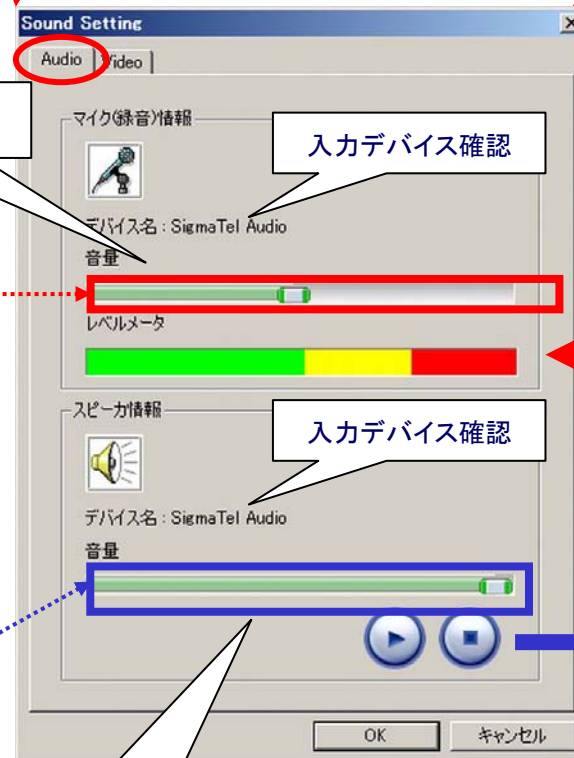 Sound Setting
Audio
Video
マイク(録音)情報
入力デバイス確認
デバイス名 : SigmaTel Audio
音量
レベルメータ
スピーカ情報
入力デバイス確認
デバイス名 : SigmaTel Audio
音量
OK
キャンセル